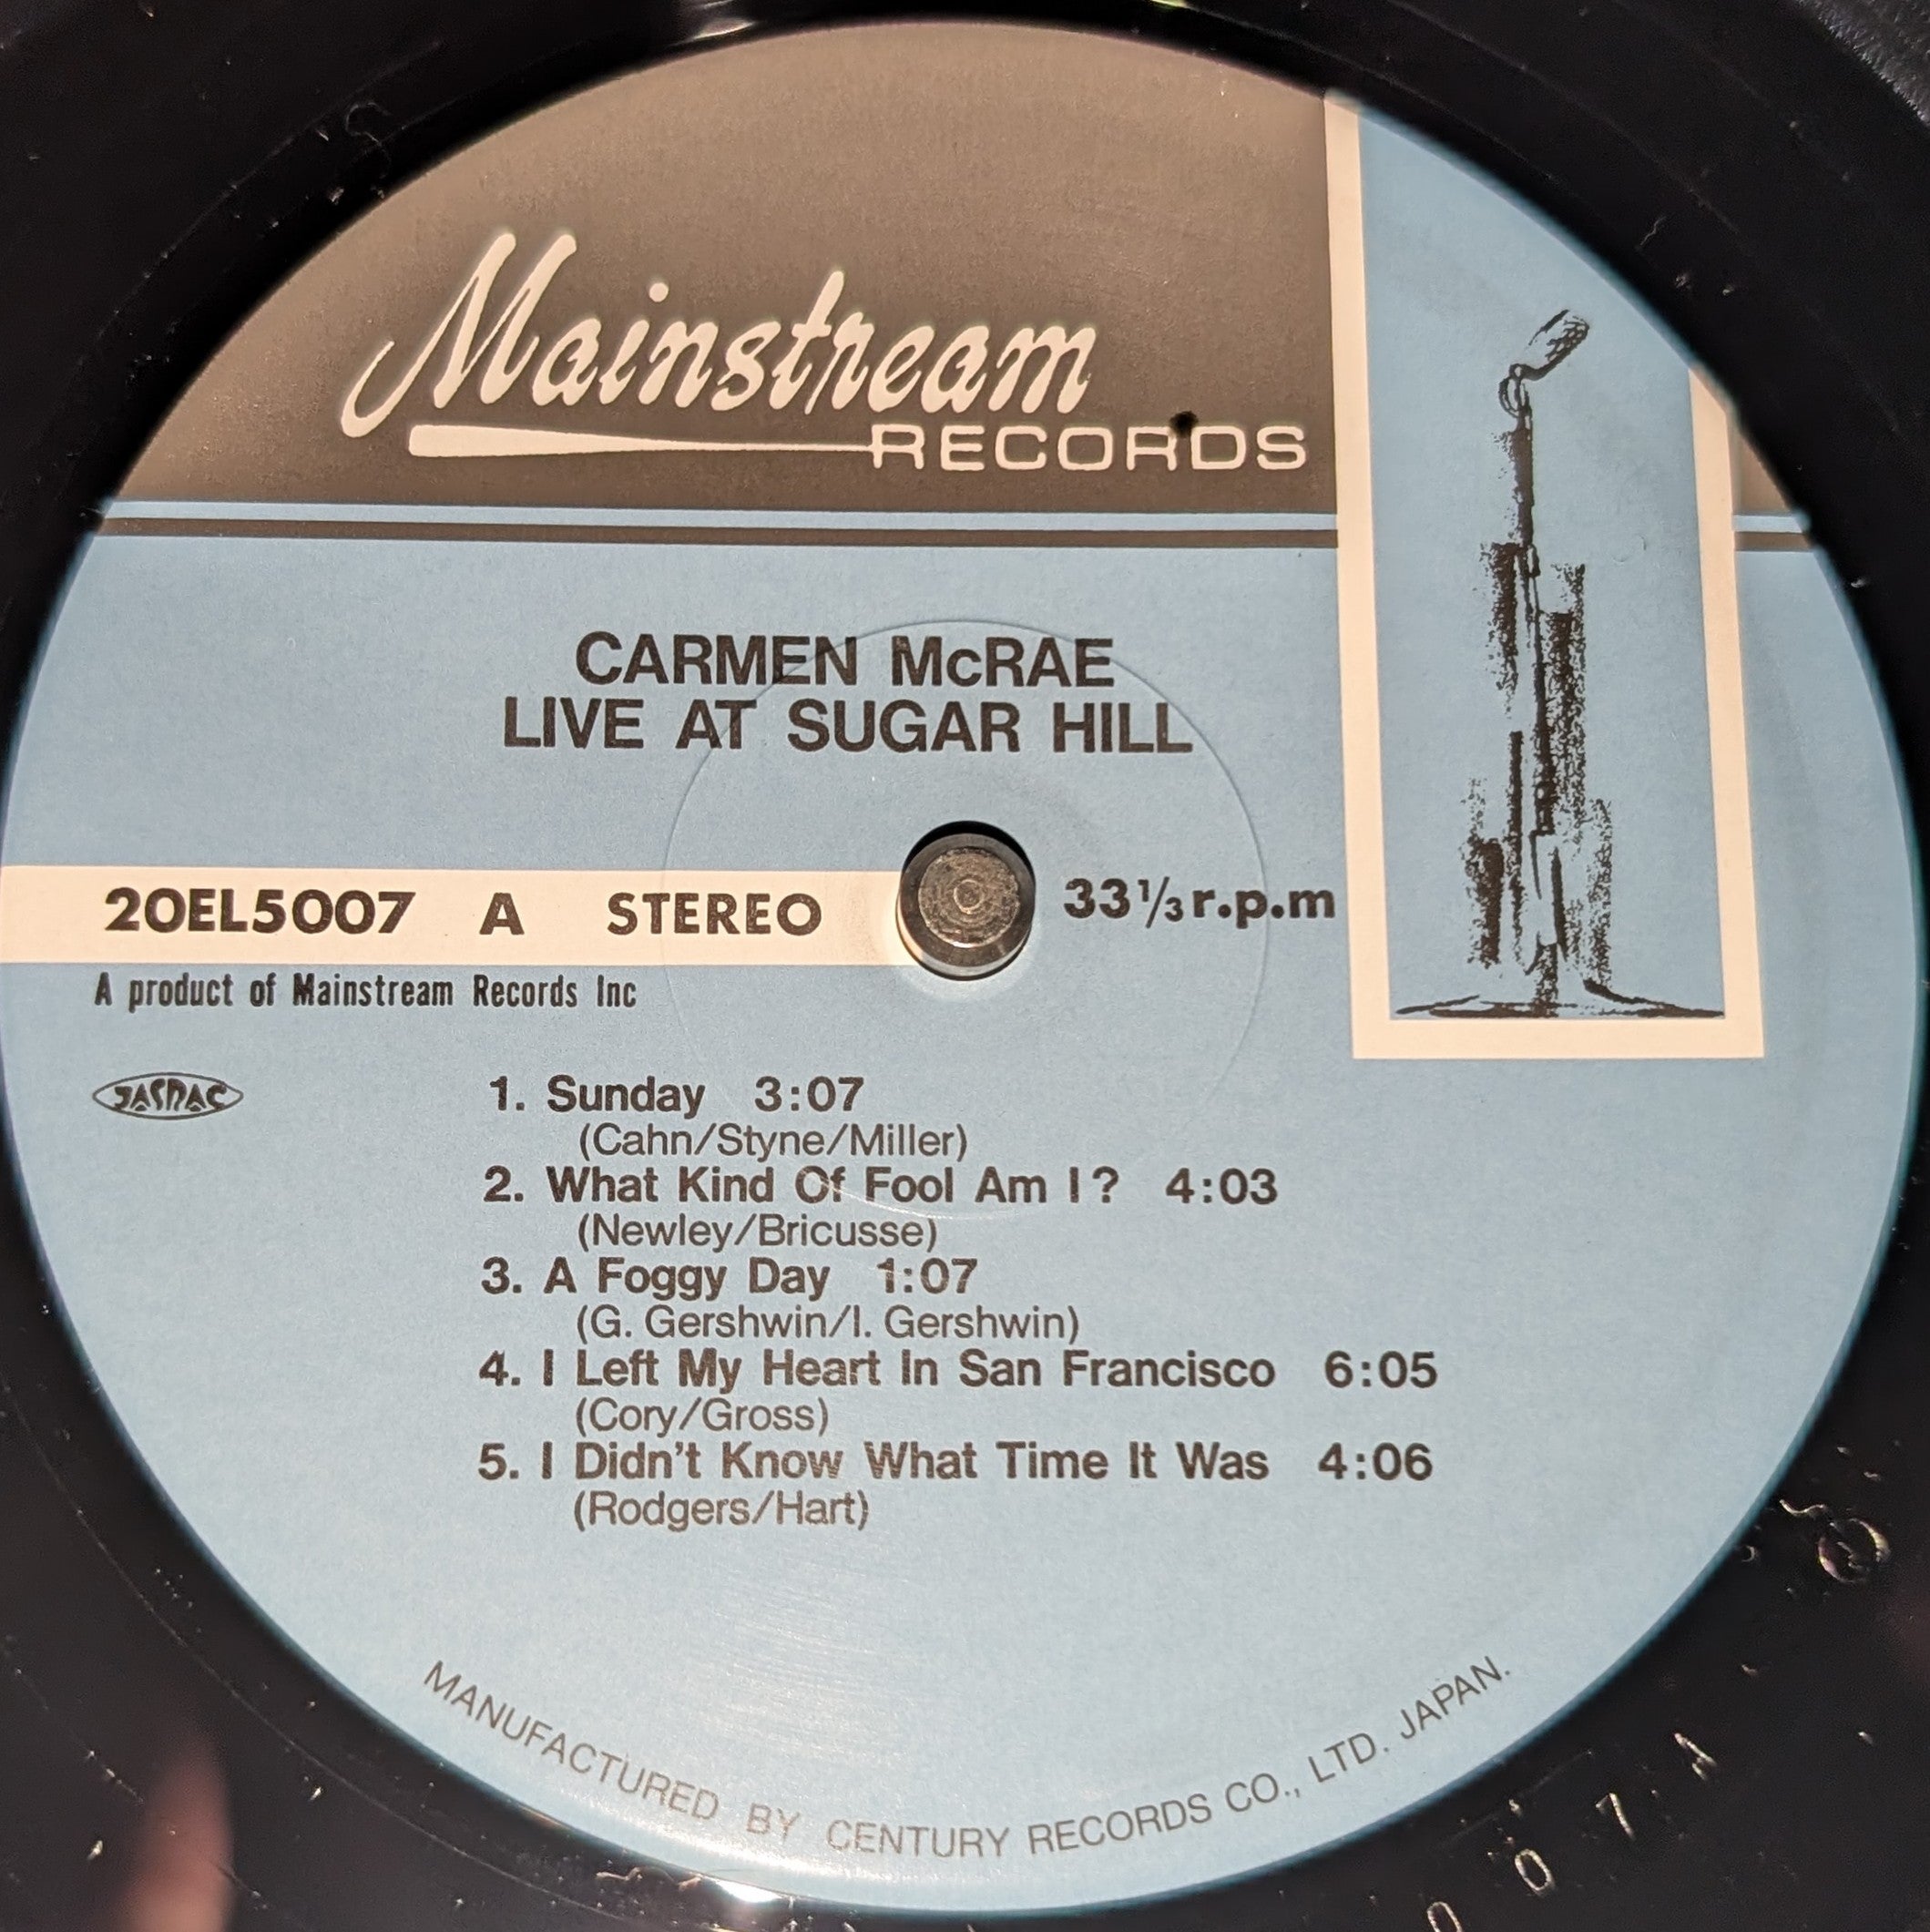 Mainstream
RECORDS
CARMEN McRAE
LIVE AT SUGAR HILL
20EL5007 A STEREO 33⅓r.p.m
A product of Mainstream Records Inc
JASRAC
1. Sunday 3:07
(Cahn/Styne/Miller)
2. What Kind Of Fool Am I? 4:03
(Newley/Bricusse)
3. A Foggy Day 1:07
(G. Gershwin/I. Gershwin)
4. I Left My Heart In San Francisco 6:05
(Cory/Gross)
5. I Didn't Know What Time It Was 4:06
(Rodgers/Hart)
MANUFACTURED BY CENTURY RECORDS CO., LTD. JAPAN.